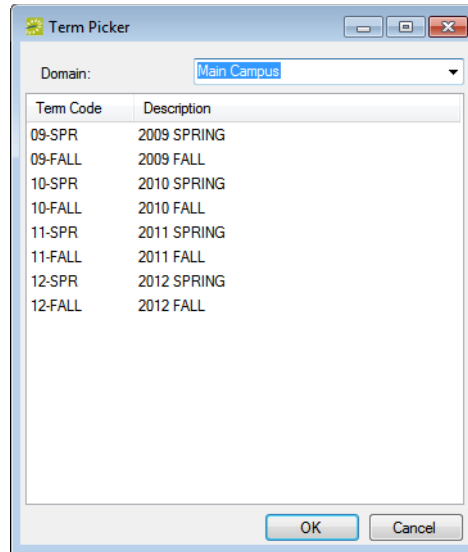 Term Picker
Domain: Main Campus
Term Code Description
09-SPR 2009 SPRING
09-FALL 2009 FALL
10-SPR 2010 SPRING
10-FALL 2010 FALL
11-SPR 2011 SPRING
11-FALL 2011 FALL
12-SPR 2012 SPRING
12-FALL 2012 FALL
OK Cancel